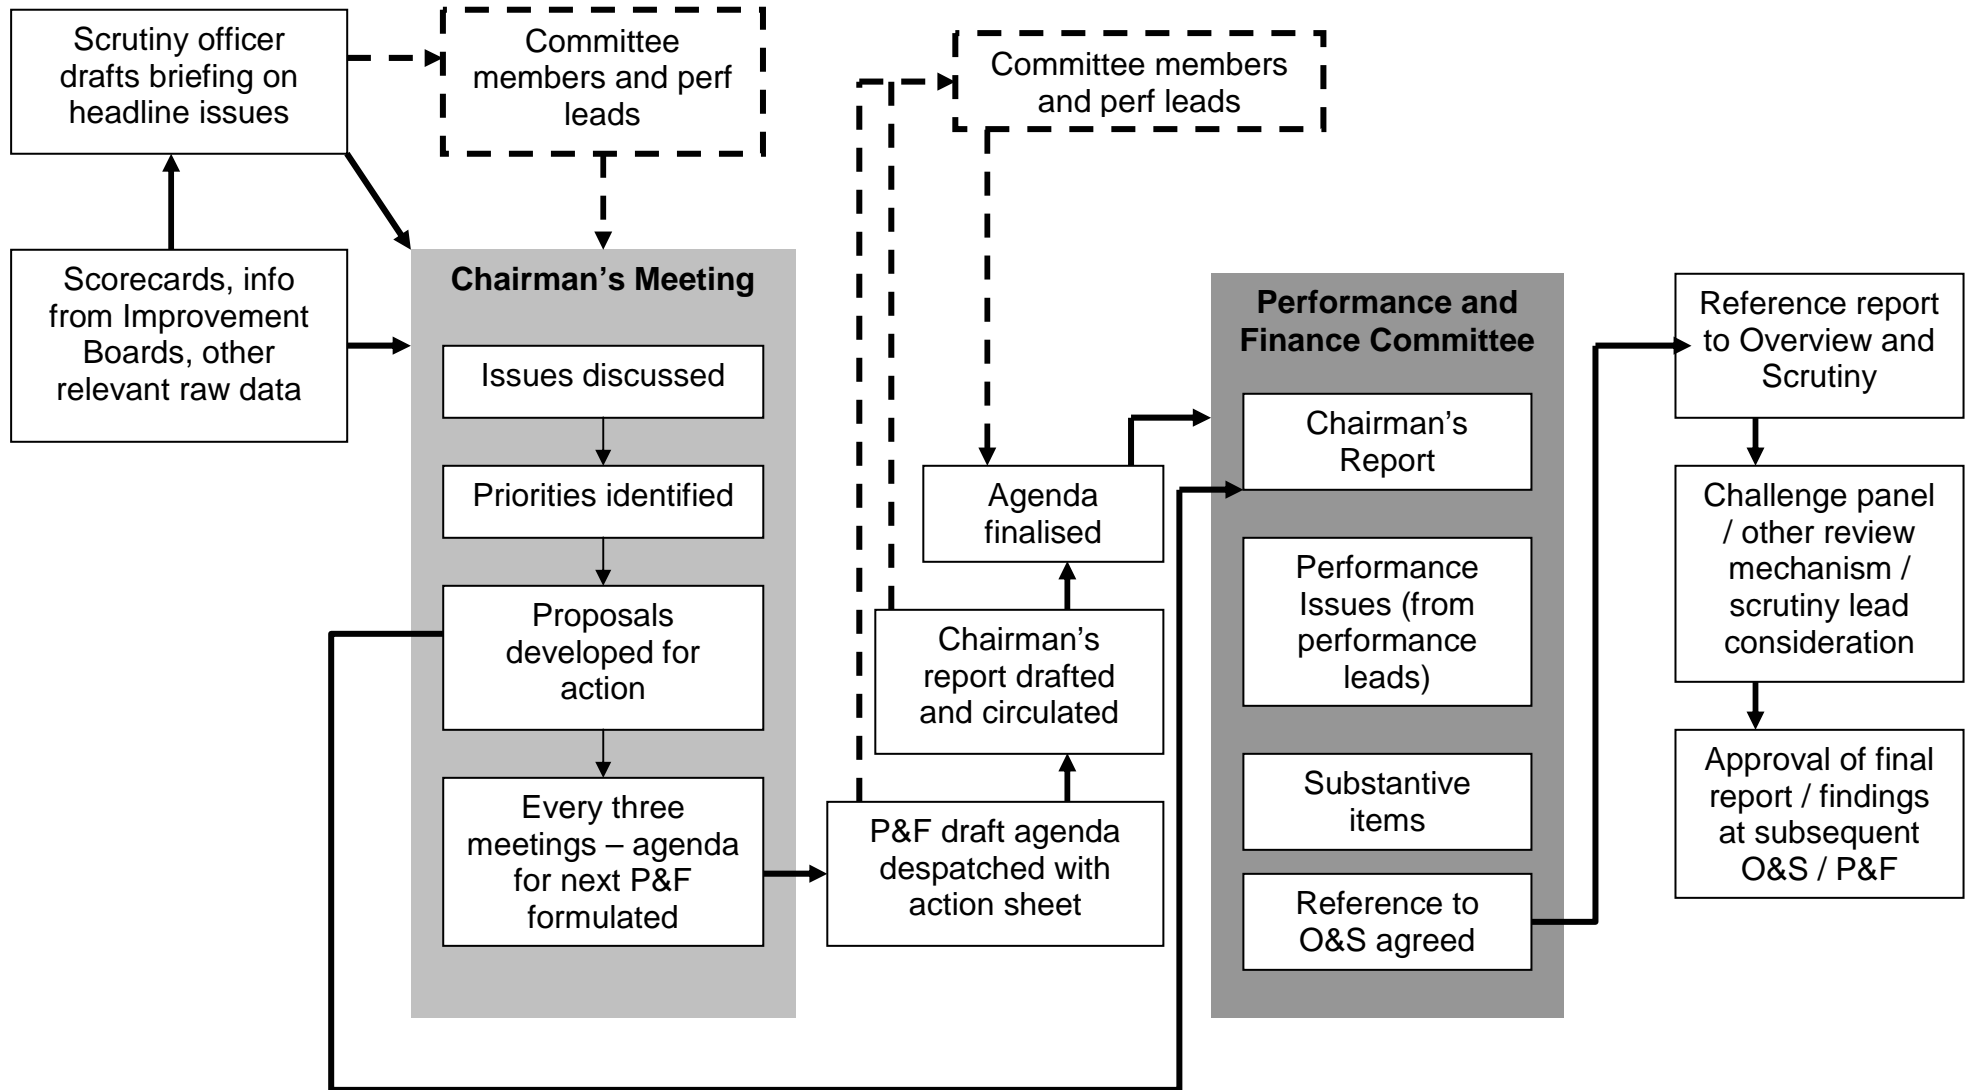 Scrutiny officer
drafts briefing on
headline issues
Committee
members and perf
leads
Committee members
and perf leads
Scorecards, info
from Improvement
Boards, other
relevant raw data
Chairman’s Meeting
Issues discussed
Priorities identified
Proposals
developed for
action
Every three
meetings – agenda
for next P&F
formulated
P&F draft agenda
despatched with
action sheet
Chairman’s
report drafted
and circulated
Agenda
finalised
Performance and
Finance Committee
Chairman’s
Report
Performance
Issues (from
performance
leads)
Substantive
items
Reference to
O&S agreed
Reference report
to Overview and
Scrutiny
Challenge panel
/ other review
mechanism /
scrutiny lead
consideration
Approval of final
report / findings
at subsequent
O&S / P&F